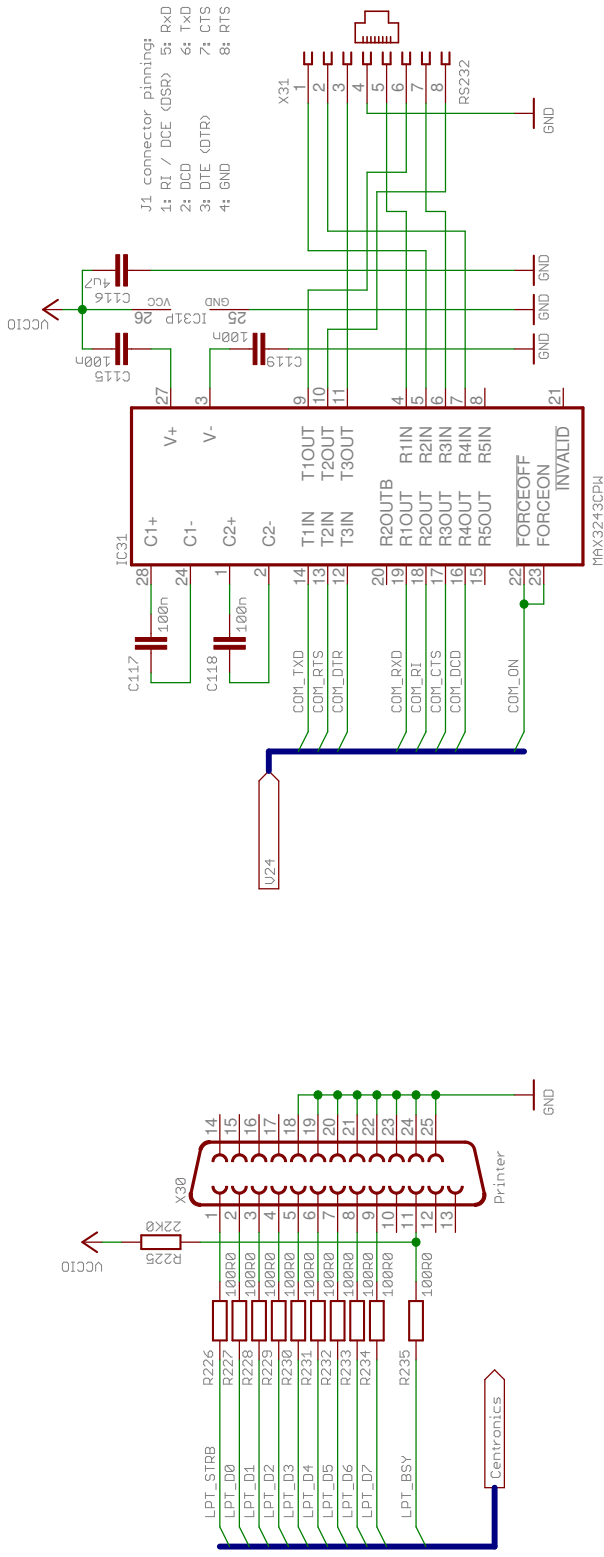 J1 connector pinning:
1: RI / DCE (DSR) 5: RxD
2: DCD 6: TxD
3: DTE (DTR) 7: CTS
4: GND 8: RTS
X31
1
2
3
4
5
6
7
8
RS232
GND
VCCIO
C116
4u7
VCC
26
IC31P
GND
25
C115
100n
C119
100n
GND
GND
GND
IC31
28 C1+ V+ 27
24 C1- V- 3
1 C2+
2 C2-
14 T1IN T1OUT 9
13 T2IN T2OUT 10
12 T3IN T3OUT 11
20 R2OUTB
19 R1OUT R1IN 4
18 R2OUT R2IN 5
17 R3OUT R3IN 6
16 R4OUT R4IN 7
15 R5OUT R5IN 8
22 FORCEOFF
23 FORCEON
INVALID 21
MAX3243CPW
C117
100n
C118
100n
COM_TXD
COM_RTS
COM_DTR
COM_RXD
COM_RI
COM_CTS
COM_DCD
COM_ON
V24
X30
1
2
3
4
5
6
7
8
9
10
11
12
13
14
15
16
17
18
19
20
21
22
23
24
25
Printer
GND
VCCIO
R225
22K0
LPT_STRB R226 100R0
LPT_D0 R227 100R0
LPT_D1 R228 100R0
LPT_D2 R229 100R0
LPT_D3 R230 100R0
LPT_D4 R231 100R0
LPT_D5 R232 100R0
LPT_D6 R233 100R0
LPT_D7 R234 100R0
LPT_BSY R235 100R0
Centronics